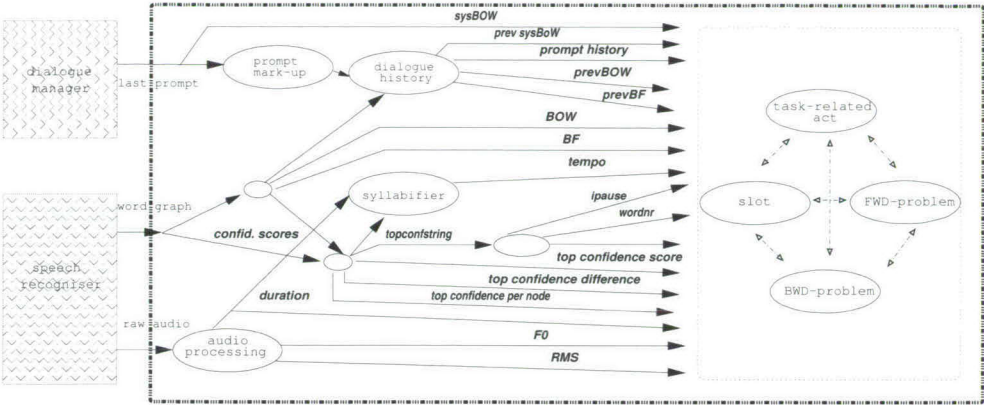 sysBOW
prev sysBoW
prompt history
prevBOW
prevBF
BOW
BF
tempo
ipause
wordnr
top confidence score
top confidence difference
top confidence per node
F0
RMS
dialogue
manager
last prompt
prompt
mark-up
dialogue
history
word graph
confid. scores
topconfstring
syllabifier
speech
recogniser
duration
raw audio
audio
processing
task-related
act
slot
FWD-problem
BWD-problem